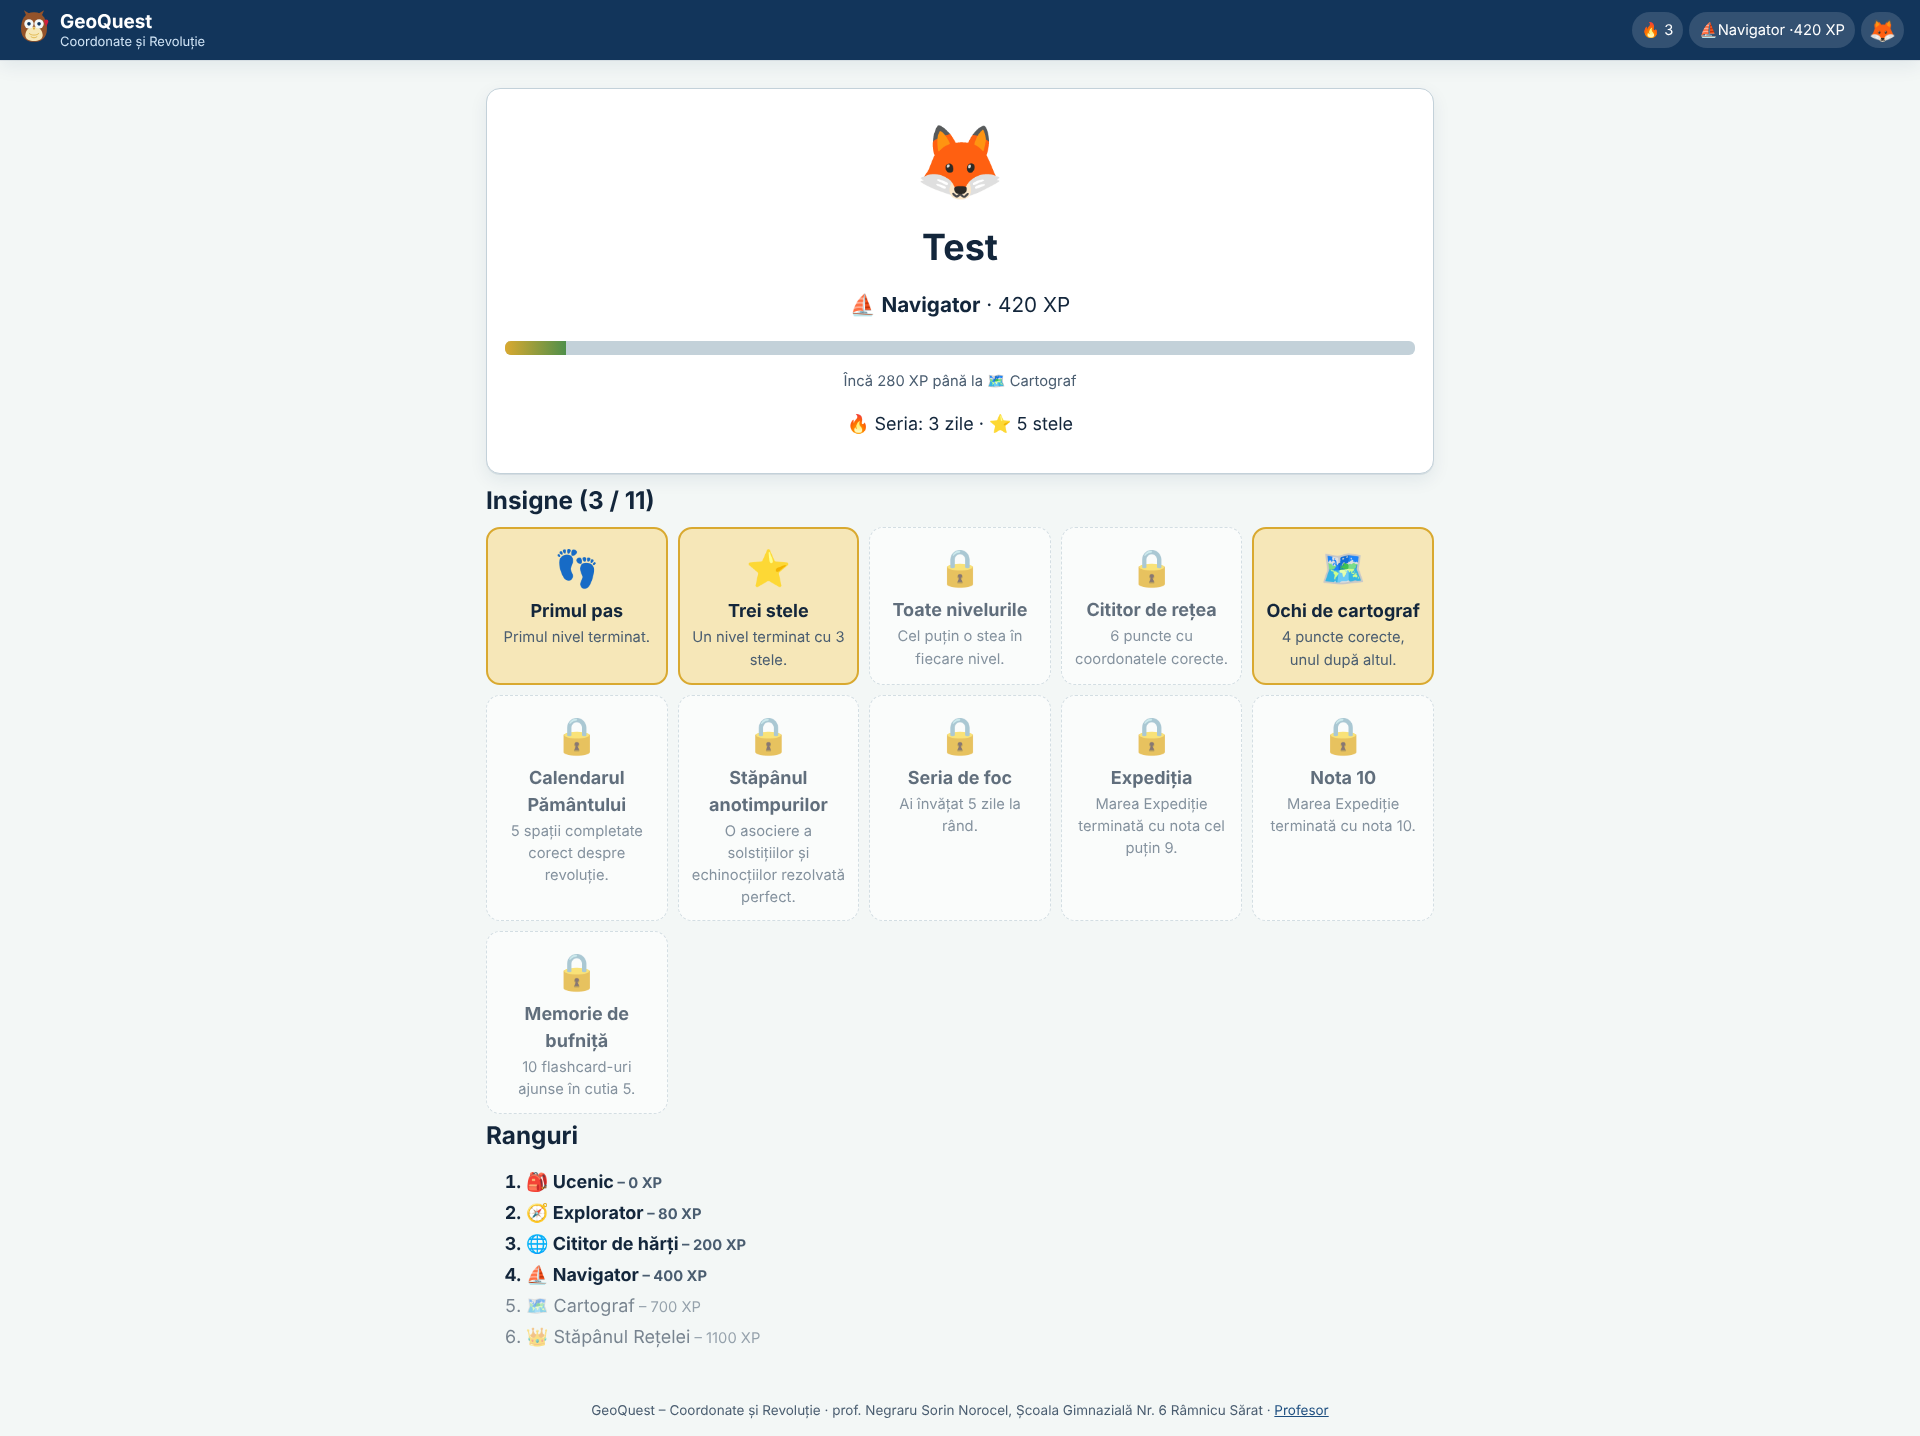 GeoQuest
Coordonate și Revoluție
🔥 3
⛵Navigator ·420 XP
Test
⛵ Navigator · 420 XP
Încă 280 XP până la 🗺️ Cartograf
🔥 Seria: 3 zile · ⭐ 5 stele
Insigne (3 / 11)
Primul pas
Primul nivel terminat.
Trei stele
Un nivel terminat cu 3
stele.
Toate nivelurile
Cel puțin o stea în
fiecare nivel.
Cititor de rețea
6 puncte cu
coordonatele corecte.
Ochi de cartograf
4 puncte corecte,
unul după altul.
Calendarul
Pământului
5 spații completate
corect despre
revoluție.
Stăpânul
anotimpurilor
O asociere a
solstițiilor și
echinocțiilor rezolvată
perfect.
Seria de foc
Ai învățat 5 zile la
rând.
Expediția
Marea Expediție
terminată cu nota cel
puțin 9.
Nota 10
Marea Expediție
terminată cu nota 10.
Memorie de
bufniță
10 flashcard-uri
ajunse în cutia 5.
Ranguri
1. 🎒 Ucenic – 0 XP
2. 🧭 Explorator – 80 XP
3. 🌐 Cititor de hărți – 200 XP
4. ⛵ Navigator – 400 XP
5. 🗺️ Cartograf – 700 XP
6. 👑 Stăpânul Rețelei – 1100 XP
GeoQuest – Coordonate și Revoluție · prof. Negraru Sorin Norocel, Școala Gimnazială Nr. 6 Râmnicu Sărat · Profesor